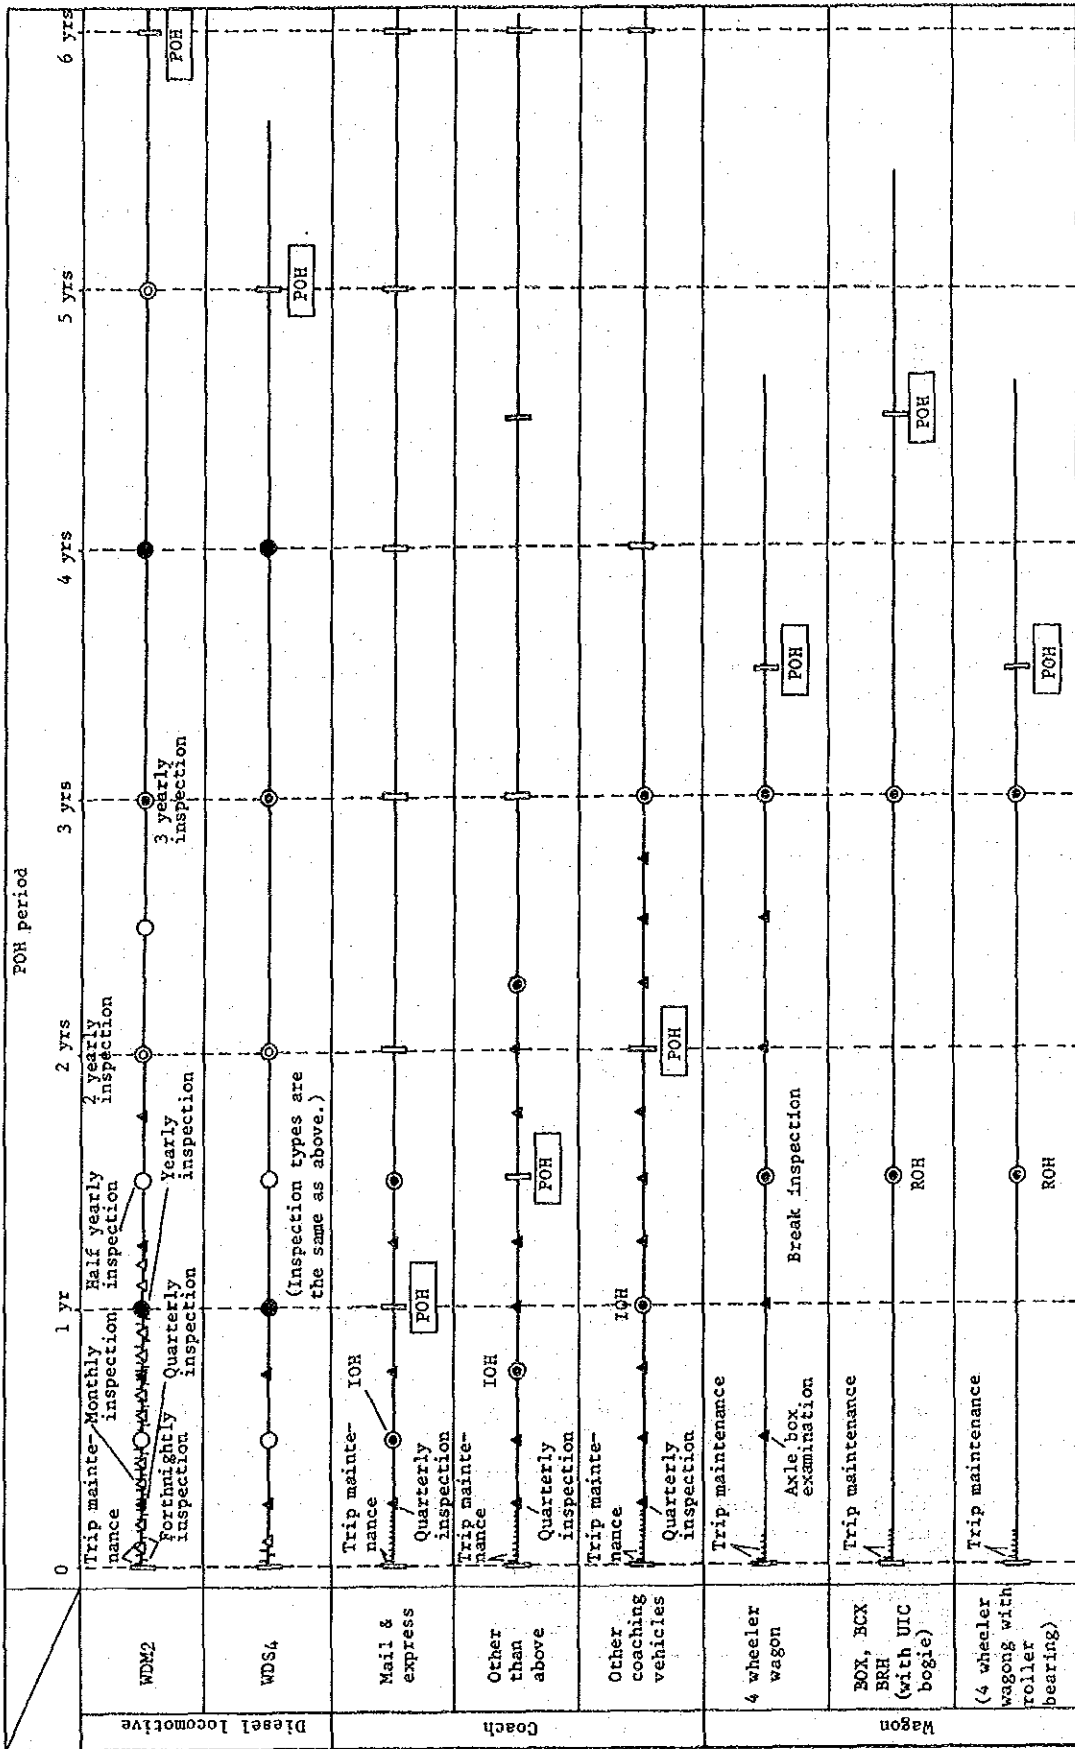 POH period
0
1 yr
2 yrs
3 yrs
4 yrs
5 yrs
6 yrs
Diesel locomotive
WDM2
Trip mainte-
nance
Monthly
inspection
Forthnightly
inspection
Quarterly
inspection
Half yearly
inspection
Yearly
inspection
2 yearly
inspection
3 yearly
inspection
POH
WDS4
(Inspection types are
the same as above.)
POH
Coach
Mail &
express
Trip mainte-
nance
Quarterly
inspection
IOH
POH
Other
than
above
Trip mainte-
nance
Quarterly
inspection
IOH
POH
Other
coaching
vehicles
Trip mainte-
nance
Quarterly
inspection
IOH
POH
Wagon
4 wheeler
wagon
Trip maintenance
Axle box
examination
Break inspection
POH
BOX, BCX
BRH
(with UIC
bogie)
Trip maintenance
ROH
POH
(4 wheeler
wagong with
roller
bearing)
Trip maintenance
ROH
POH